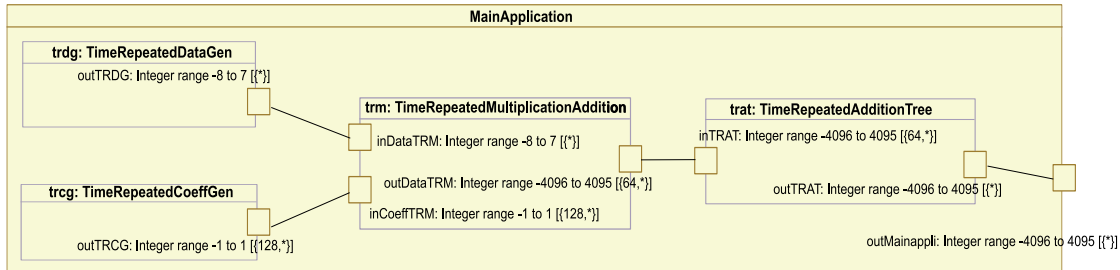 MainApplication
trdg: TimeRepeatedDataGen
outTRDG: Integer range -8 to 7 [{*}]
trm: TimeRepeatedMultiplicationAddition
inDataTRM: Integer range -8 to 7 [{*}]
outDataTRM: Integer range -4096 to 4095 [{64,*}]
inCoeffTRM: Integer range -1 to 1 [{128,*}]
trat: TimeRepeatedAdditionTree
inTRAT: Integer range -4096 to 4095 [{64,*}]
outTRAT: Integer range -4096 to 4095 [{*}]
trcg: TimeRepeatedCoeffGen
outTRCG: Integer range -1 to 1 [{128,*}]
outMainappli: Integer range -4096 to 4095 [{*}]